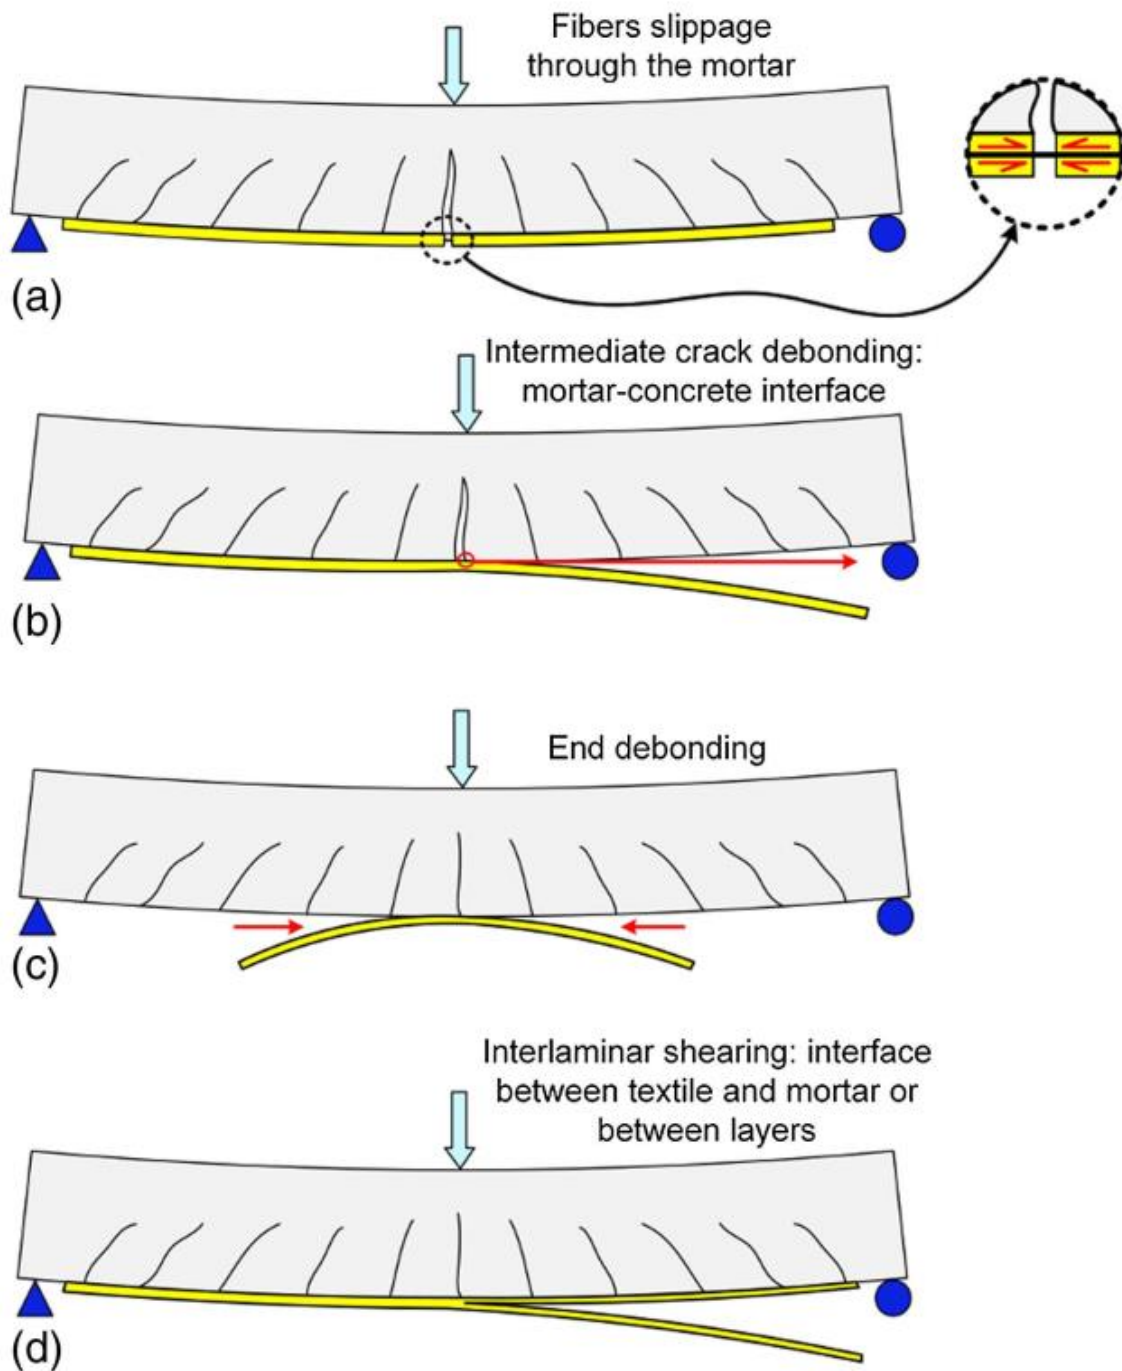 Fibers slippage
through the mortar
(a)
Intermediate crack debonding:
mortar-concrete interface
(b)
End debonding
(c)
Interlaminar shearing: interface
between textile and mortar or
between layers
(d)